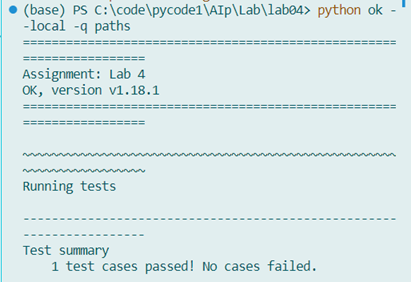 (base) PS C:\code\pycode1\AIp\Lab\lab04> python ok -
-local -q paths
=====================================================
=================
Assignment: Lab 4
OK, version v1.18.1
=====================================================
=================
~~~~~~~~~~~~~~~~~~~~~~~~~~~~~~~~~~~~~~~~~~~~~~~~~~~~~
~~~~~~~~~~~~~~~~~
Running tests
-----------------------------------------------------
-----------------
Test summary
    1 test cases passed! No cases failed.